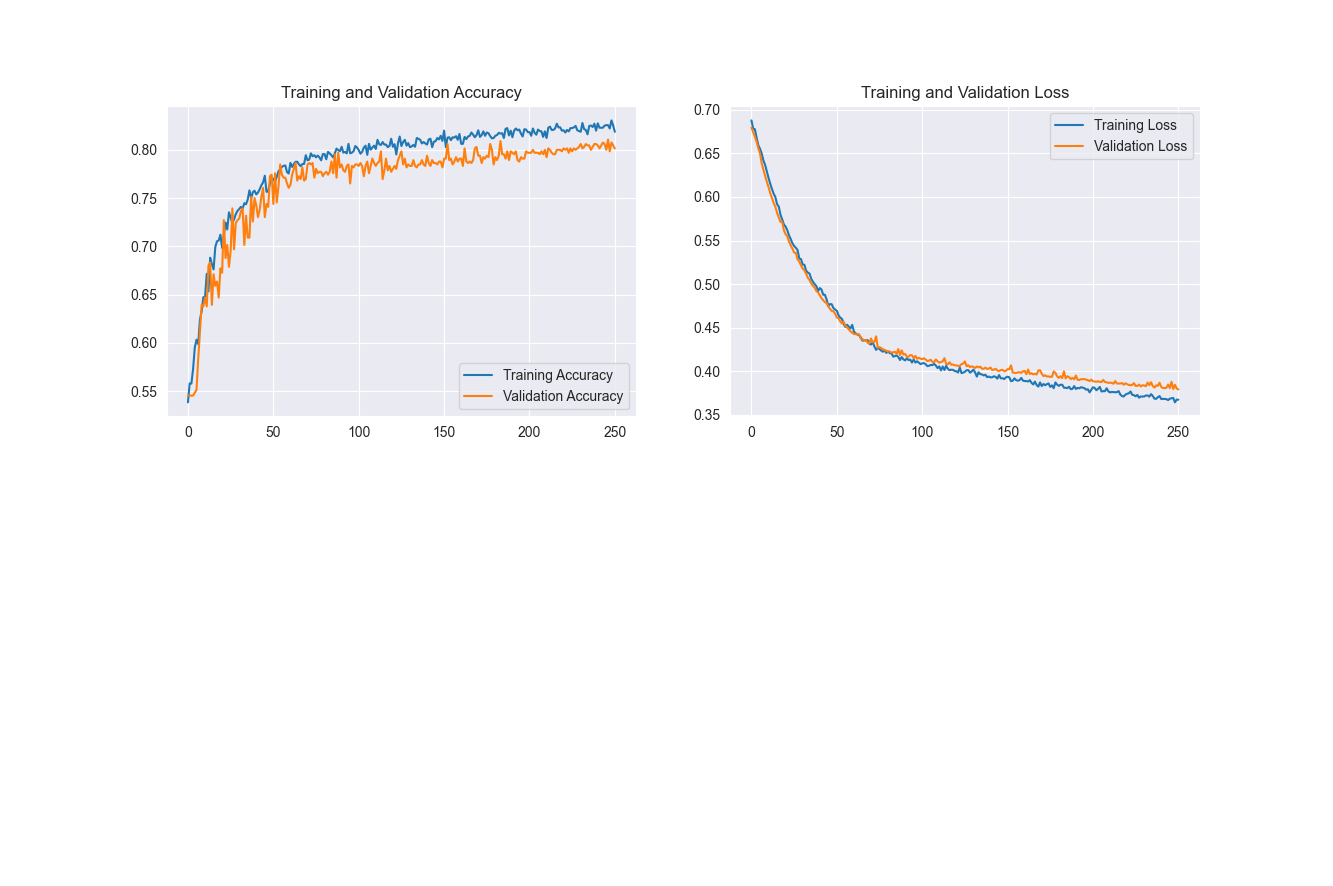 Training and Validation Accuracy
0.80
0.75
0.70
0.65
0.60
0.55
Training Accuracy
Validation Accuracy
0 50 100 150 200 250
Training and Validation Loss
0.70
0.65
0.60
0.55
0.50
0.45
0.40
0.35
Training Loss
Validation Loss
0 50 100 150 200 250